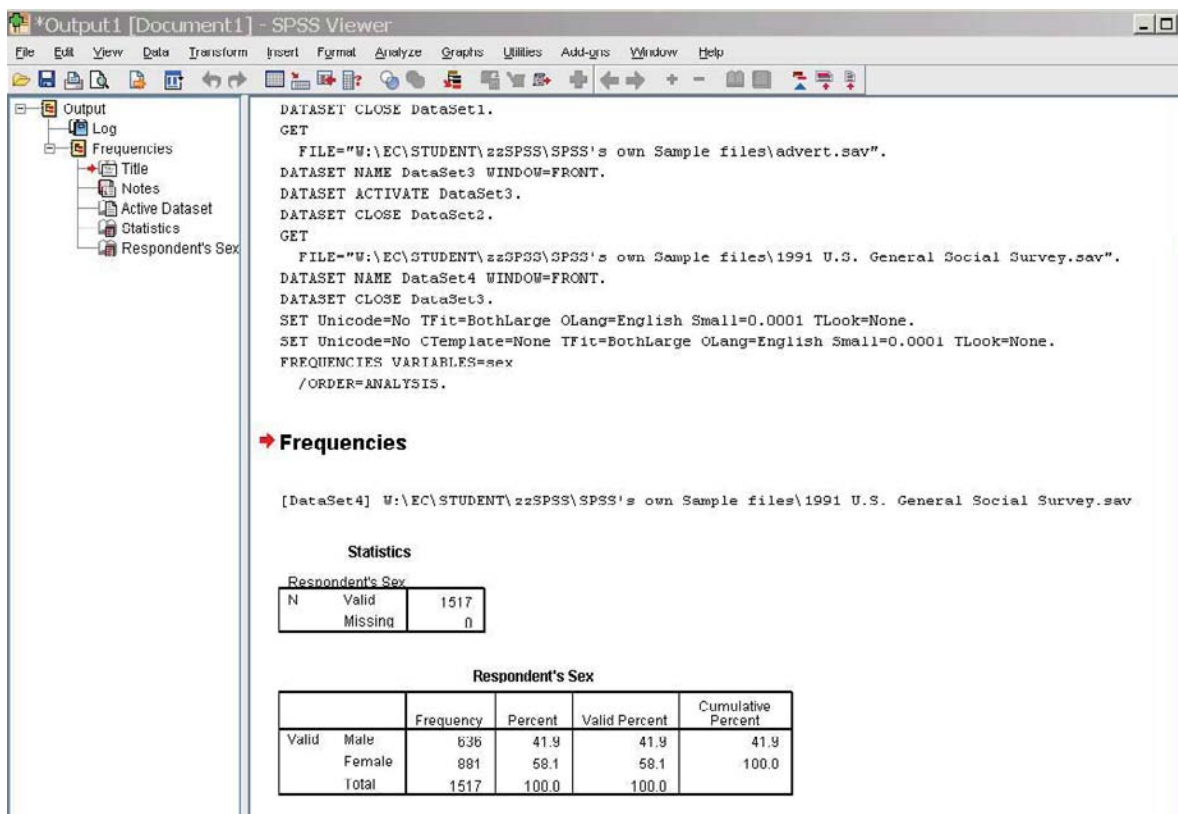 *Output1 [Document1] - SPSS Viewer
File Edit View Data Transform Insert Format Analyze Graphs Utilities Add-ons Window Help
Output
Log
Frequencies
Title
Notes
Active Dataset
Statistics
Respondent's Sex
DATASET CLOSE DataSet1.
GET
FILE="W:\EC\STUDENT\zzSPSS\SPSS's own Sample files\advert.sav".
DATASET NAME DataSet3 WINDOW=FRONT.
DATASET ACTIVATE DataSet3.
DATASET CLOSE DataSet2.
GET
FILE="W:\EC\STUDENT\zzSPSS\SPSS's own Sample files\1991 U.S. General Social Survey.sav".
DATASET NAME DataSet4 WINDOW=FRONT.
DATASET CLOSE DataSet3.
SET Unicode=No TFit=BothLarge OLang=English Small=0.0001 TLook=None.
SET Unicode=No CTemplate=None TFit=BothLarge OLang=English Small=0.0001 TLook=None.
FREQUENCIES VARIABLES=sex
/ORDER=ANALYSIS.
Frequencies
[DataSet4] W:\EC\STUDENT\zzSPSS\SPSS's own Sample files\1991 U.S. General Social Survey.sav
Statistics
Respondent's Sex
N Valid 1517
Missing 0
Respondent's Sex
Frequency Percent Valid Percent Cumulative Percent
Valid Male 636 41.9 41.9 41.9
Female 881 58.1 58.1 100.0
Total 1517 100.0 100.0